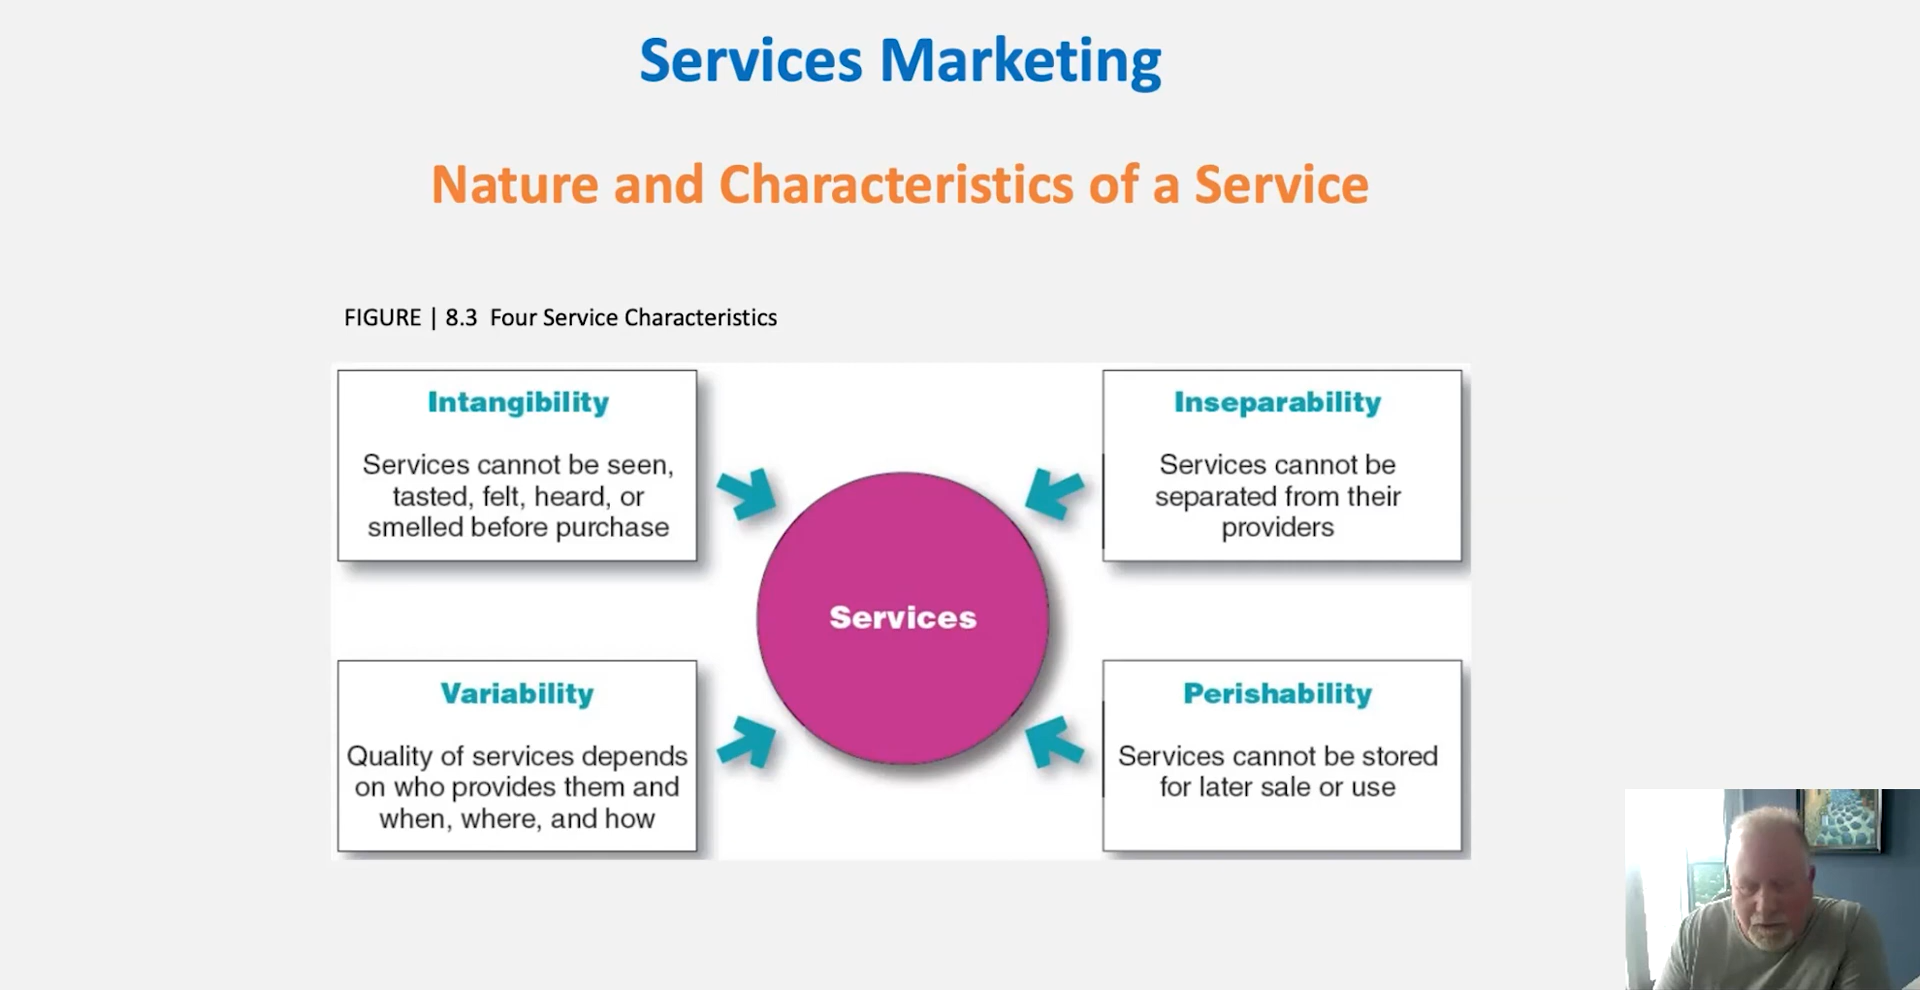 Services Marketing
Nature and Characteristics of a Service
FIGURE | 8.3 Four Service Characteristics
Intangibility
Services cannot be seen,
tasted, felt, heard, or
smelled before purchase
Inseparability
Services cannot be
separated from their
providers
Services
Variability
Quality of services depends
on who provides them and
when, where, and how
Perishability
Services cannot be stored
for later sale or use